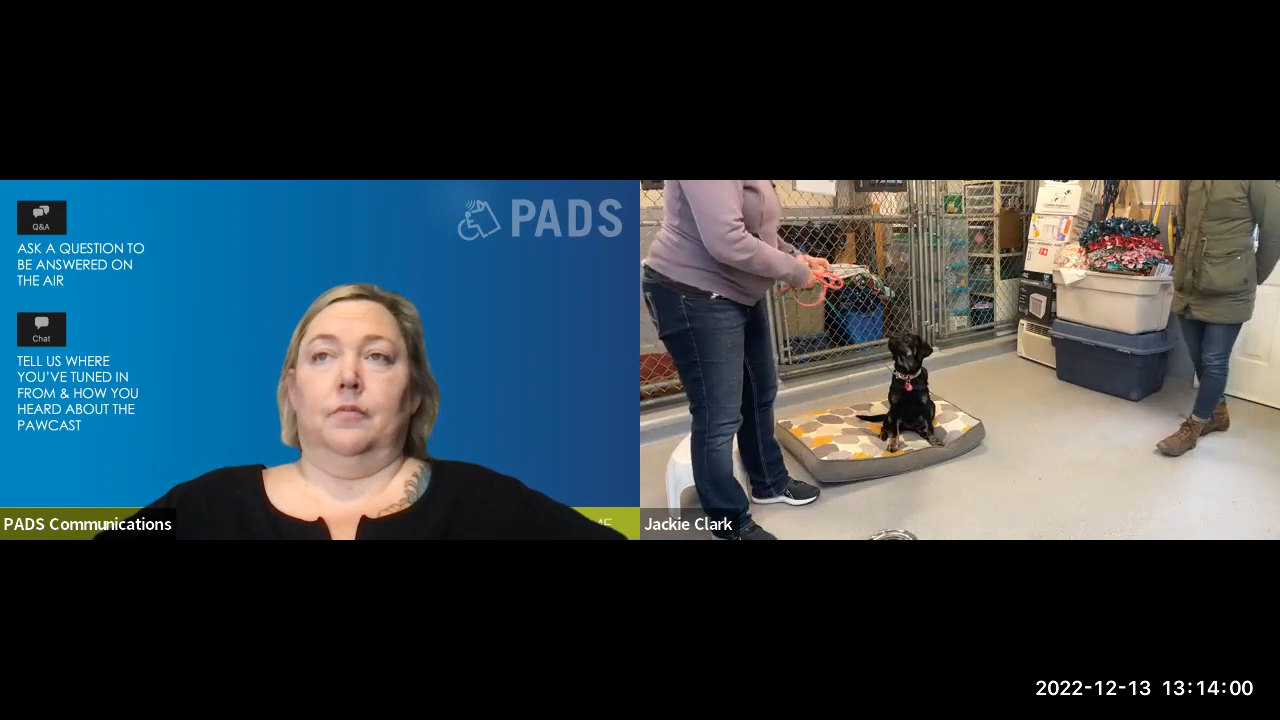 Q&A
ASK A QUESTION TO
BE ANSWERED ON
THE AIR
Chat
TELL US WHERE
YOU'VE TUNED IN
FROM & HOW YOU
HEARD ABOUT THE
PAWCAST
PADS
PADS Communications
Jackie Clark
2022-12-13 13:14:00